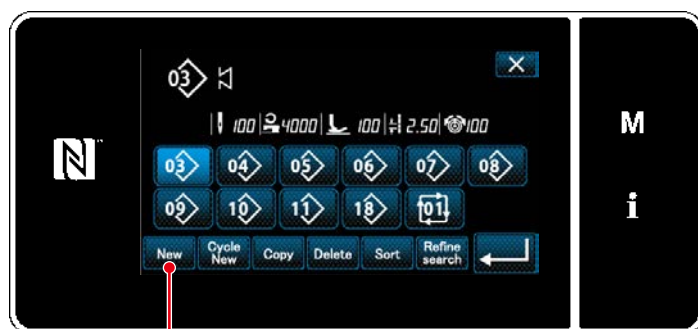 03
100 4000 100 2.50 100
03 04 05 06 07 08
09 10 11 18 01
New Cycle New Copy Delete Sort Refine search
M
i
N